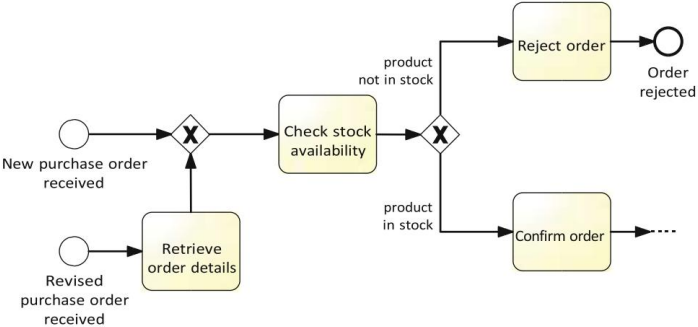 Reject order
product
not in stock
Order
rejected
Check stock
availability
X
X
New purchase order
received
product
in stock
Confirm order
Retrieve
order details
Revised
purchase order
received